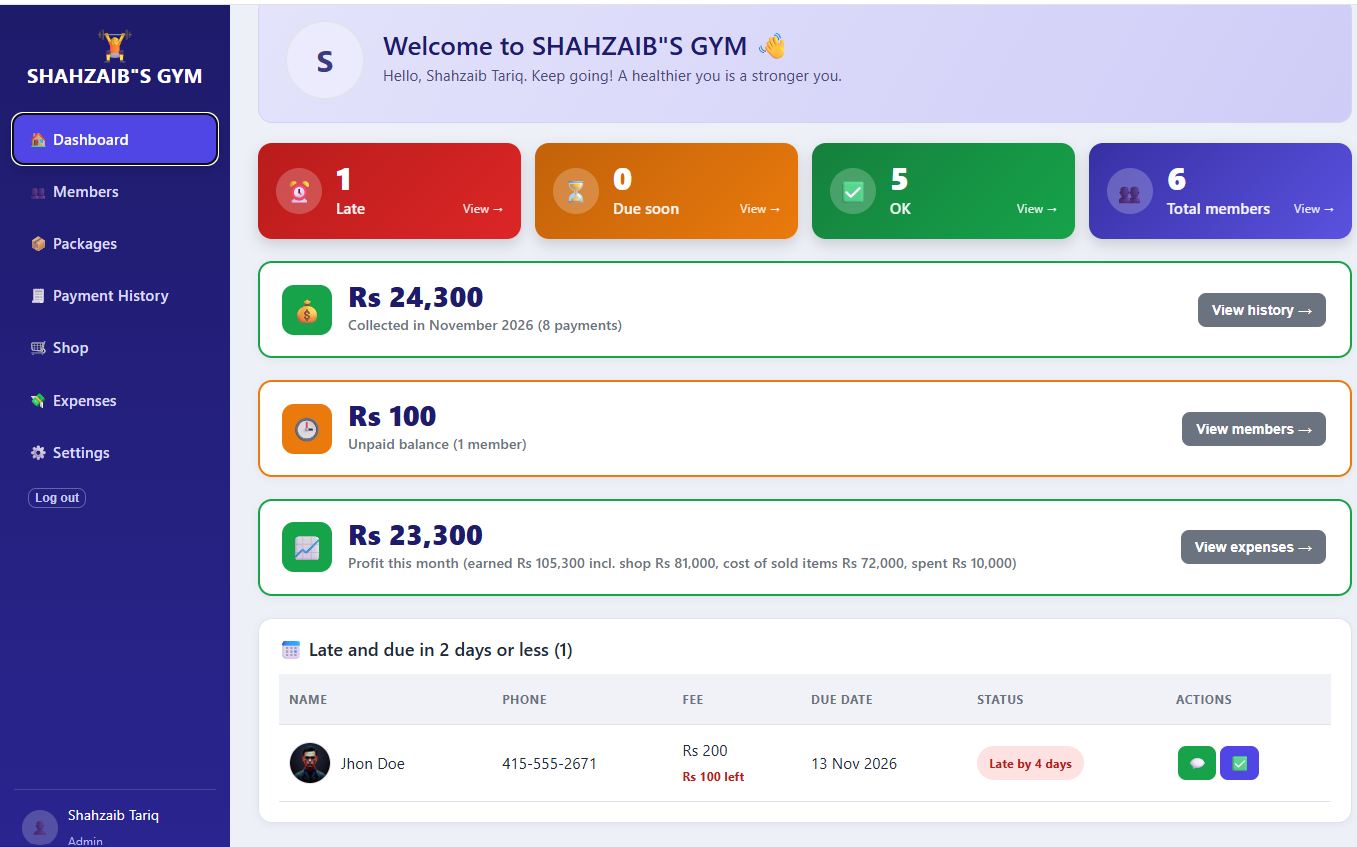 SHAHZAIB"S GYM
Dashboard
Members
Packages
Payment History
Shop
Expenses
Settings
Log out
Shahzaib Tariq
Admin
S
Welcome to SHAHZAIB"S GYM
Hello, Shahzaib Tariq. Keep going! A healthier you is a stronger you.
1
Late
View →
0
Due soon
View →
5
OK
View →
6
Total members
View →
Rs 24,300
Collected in November 2026 (8 payments)
View history →
Rs 100
Unpaid balance (1 member)
View members →
Rs 23,300
Profit this month (earned Rs 105,300 incl. shop Rs 81,000, cost of sold items Rs 72,000, spent Rs 10,000)
View expenses →
Late and due in 2 days or less (1)
NAME PHONE FEE DUE DATE STATUS ACTIONS
Jhon Doe 415-555-2671 Rs 200 13 Nov 2026 Late by 4 days
Rs 100 left